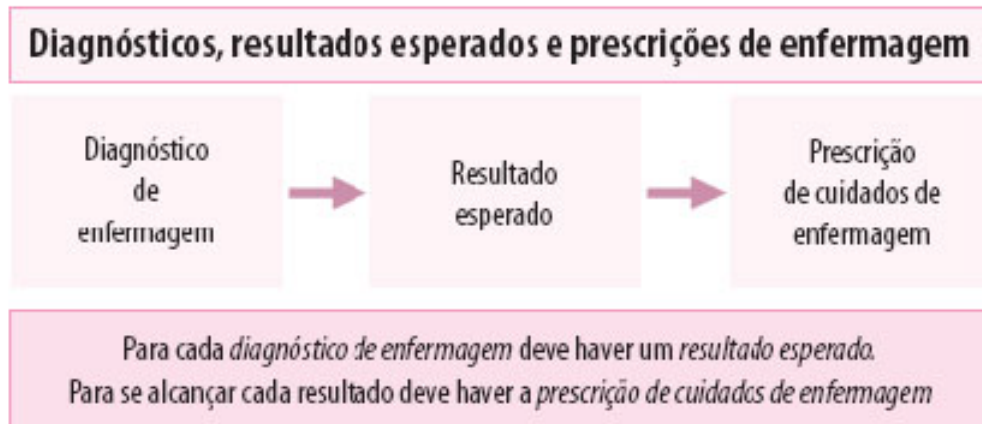 Diagnósticos, resultados esperados e prescrições de enfermagem
Diagnóstico
de
enfermagem
Resultado
esperado
Prescrição
de cuidados de
enfermagem
Para cada diagnóstico de enfermagem deve haver um resultado esperado.
Para se alcançar cada resultado deve haver a prescrição de cuidados de enfermagem